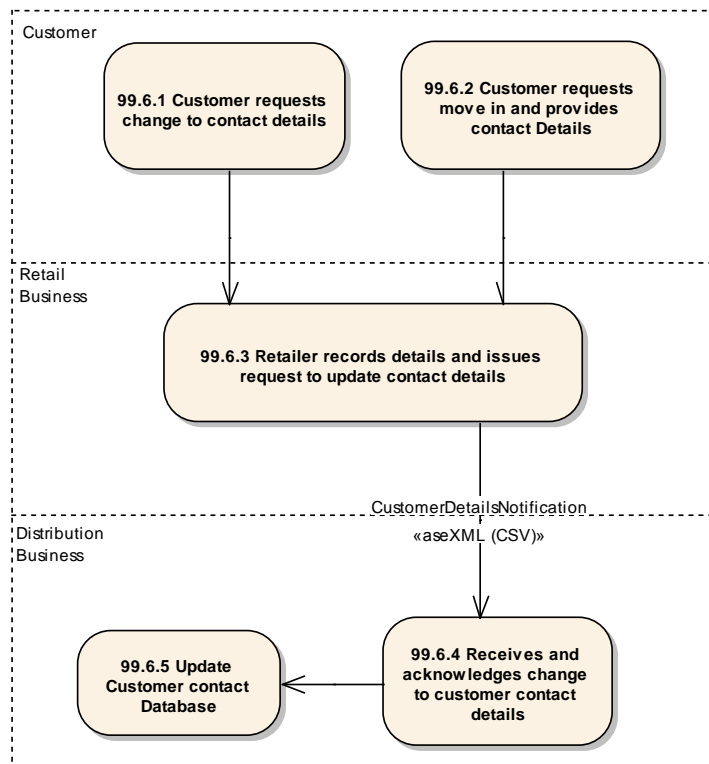 Customer
99.6.1 Customer requests
change to contact details
99.6.2 Customer requests
move in and provides
contact Details
Retail
Business
99.6.3 Retailer records details and issues
request to update contact details
CustomerDetailsNotification
«aseXML (CSV)»
Distribution
Business
99.6.5 Update
Customer contact
Database
99.6.4 Receives and
acknowledges change
to customer contact
details